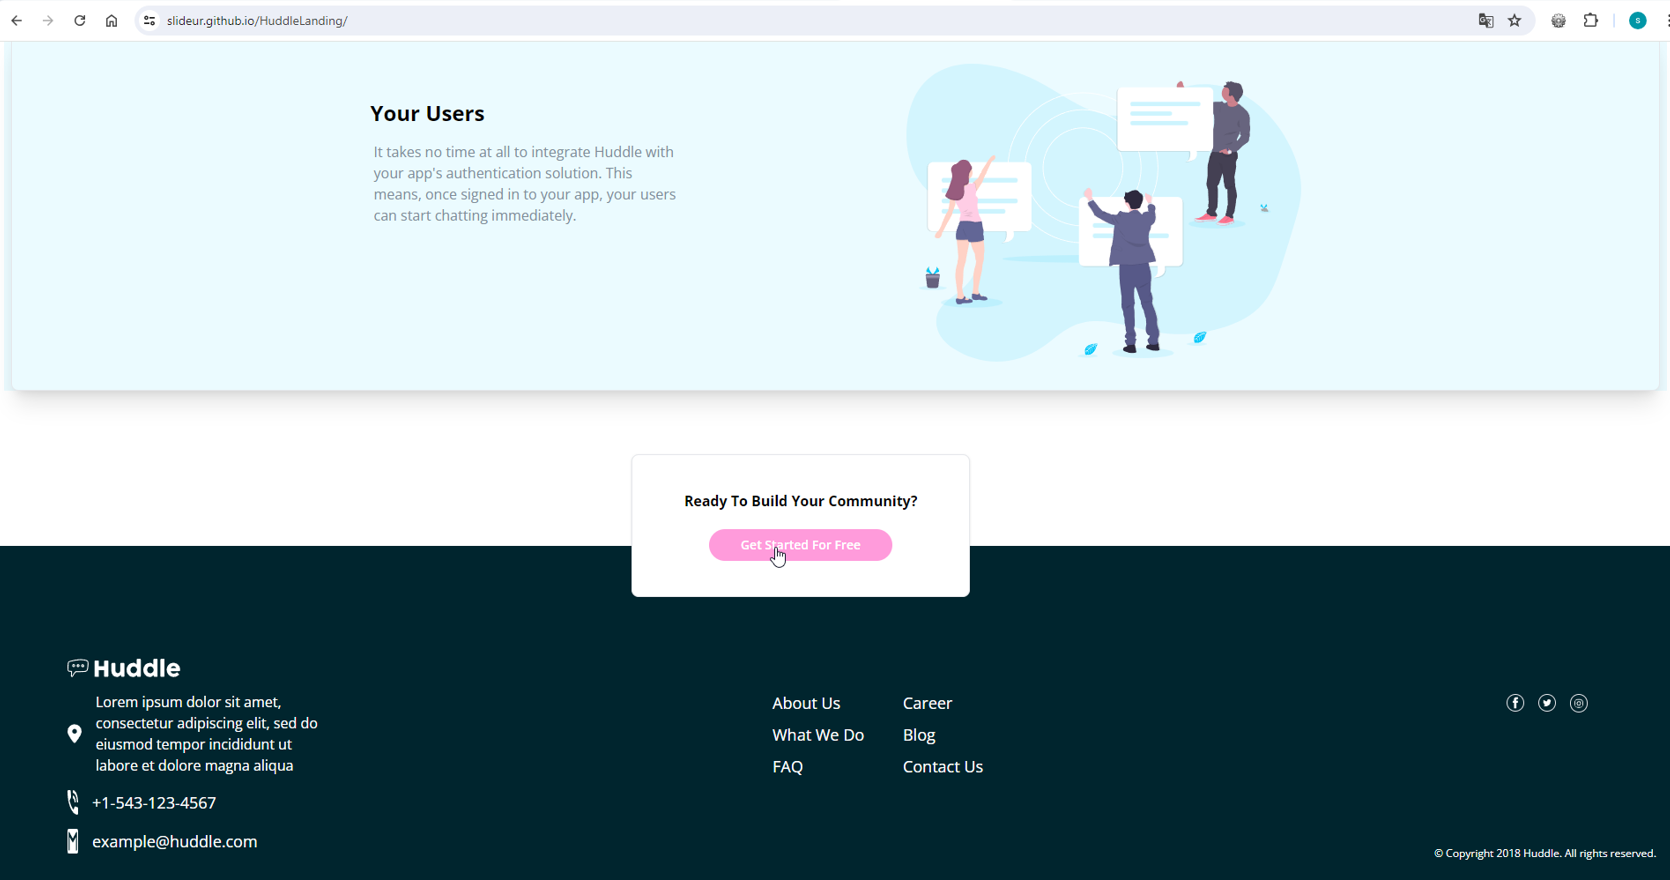 slideur.github.io/HuddleLanding/
S
Your Users
It takes no time at all to integrate Huddle with
your app's authentication solution. This
means, once signed in to your app, your users
can start chatting immediately.
Ready To Build Your Community?
Get Started For Free
Huddle
Lorem ipsum dolor sit amet,
consectetur adipiscing elit, sed do
eiusmod tempor incididunt ut
labore et dolore magna aliqua
+1-543-123-4567
example@huddle.com
About Us
What We Do
FAQ
Career
Blog
Contact Us
© Copyright 2018 Huddle. All rights reserved.